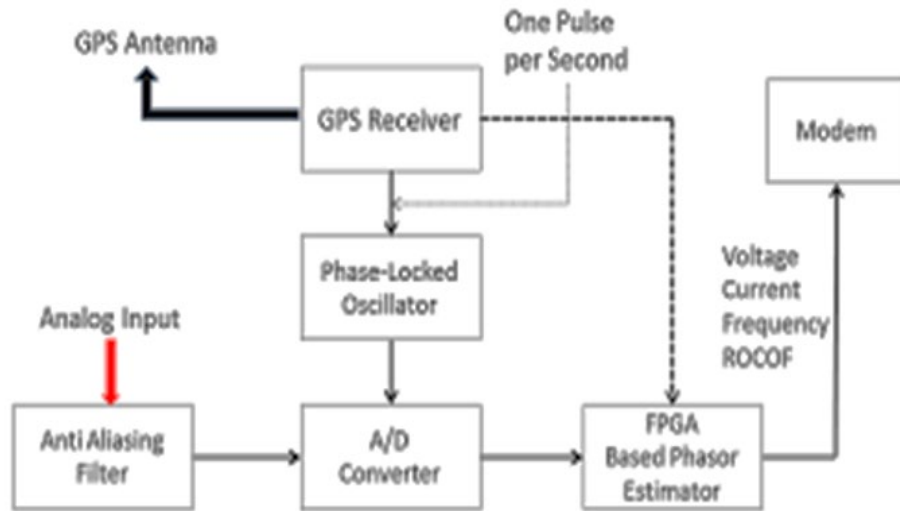 One Pulse
per Second
GPS Antenna
GPS Receiver
Modem
Phase-Locked
Oscillator
Voltage
Current
Frequency
ROCOF
Analog Input
Anti Aliasing
Filter
A/D
Converter
FPGA
Based Phasor
Estimator